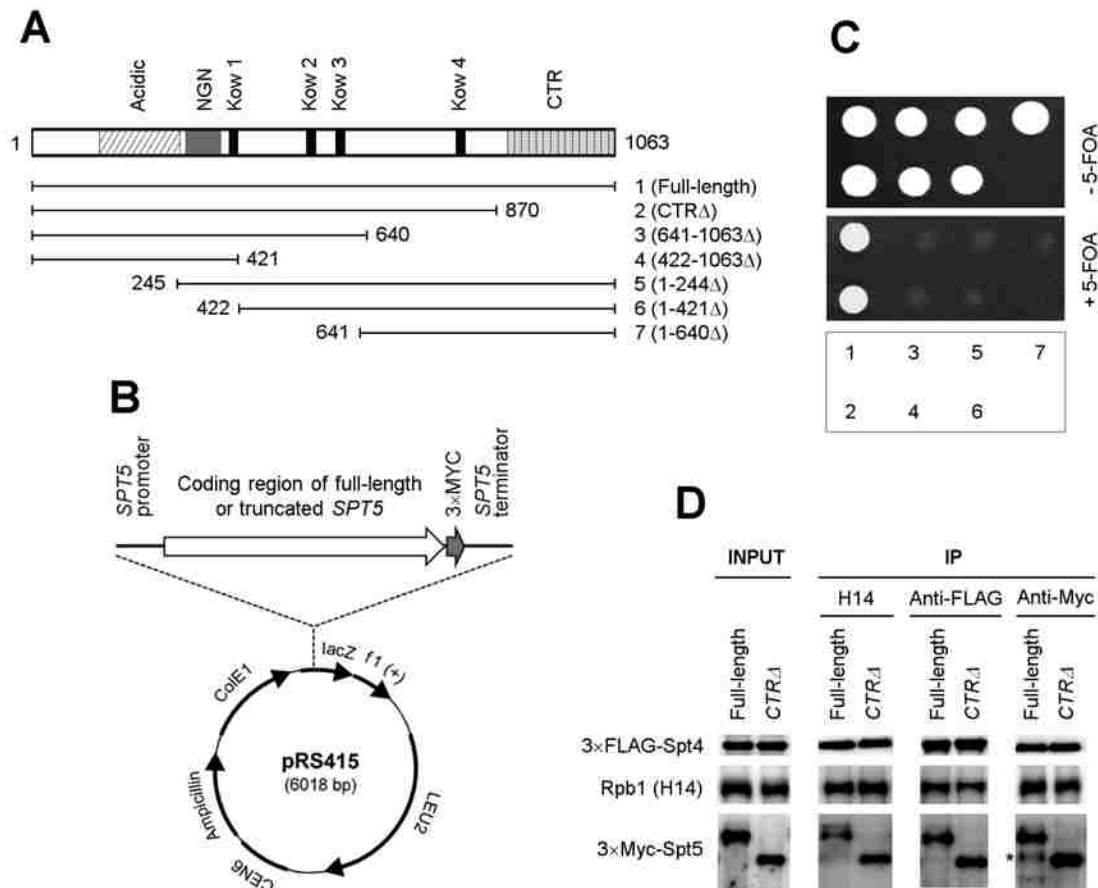 A
Acidic
NGN
Kow 1
Kow 2
Kow 3
Kow 4
CTR
1
1063
1 (Full-length)
870
2 (CTRΔ)
640
3 (641-1063Δ)
421
4 (422-1063Δ)
245
5 (1-244Δ)
422
6 (1-421Δ)
641
7 (1-640Δ)
B
SPT5 promoter
Coding region of full-length
or truncated SPT5
3×MYC
SPT5 terminator
lacZ
f1 (+)
ColE1
pRS415
(6018 bp)
Ampicillin
LEU2
CEN6
C
- 5-FOA
+ 5-FOA
1 3 5 7
2 4 6
D
INPUT
IP
H14
Anti-FLAG
Anti-Myc
Full-length
CTRΔ
Full-length
CTRΔ
Full-length
CTRΔ
Full-length
CTRΔ
3×FLAG-Spt4
Rpb1 (H14)
3×Myc-Spt5
*